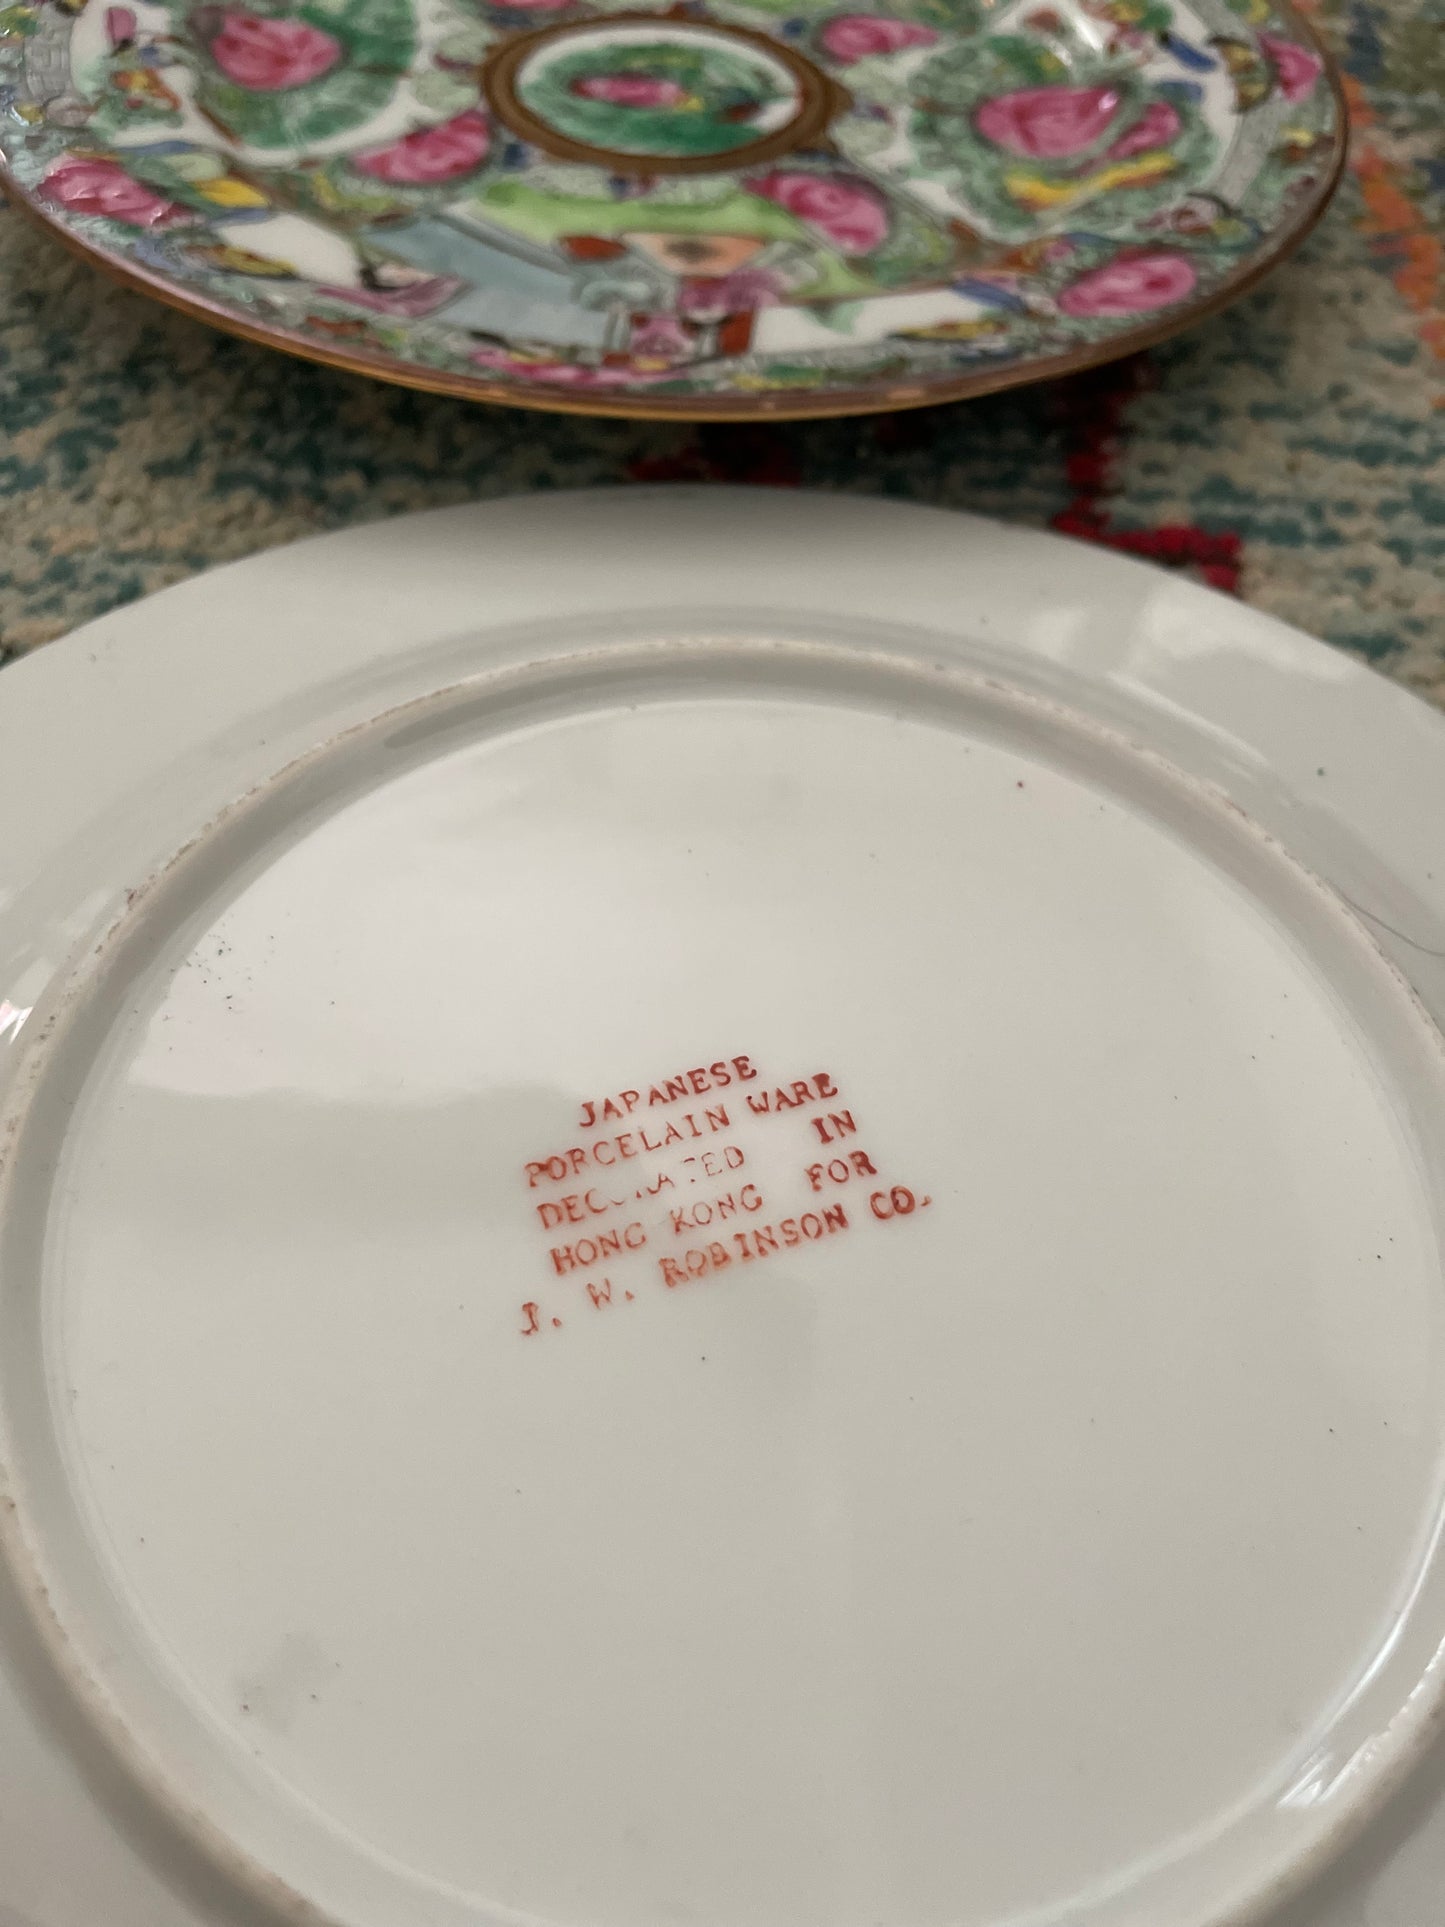 JAPANESE
PORCELAIN WARE
DECORATED IN
HONG KONG FOR
J. W. ROBINSON CO.